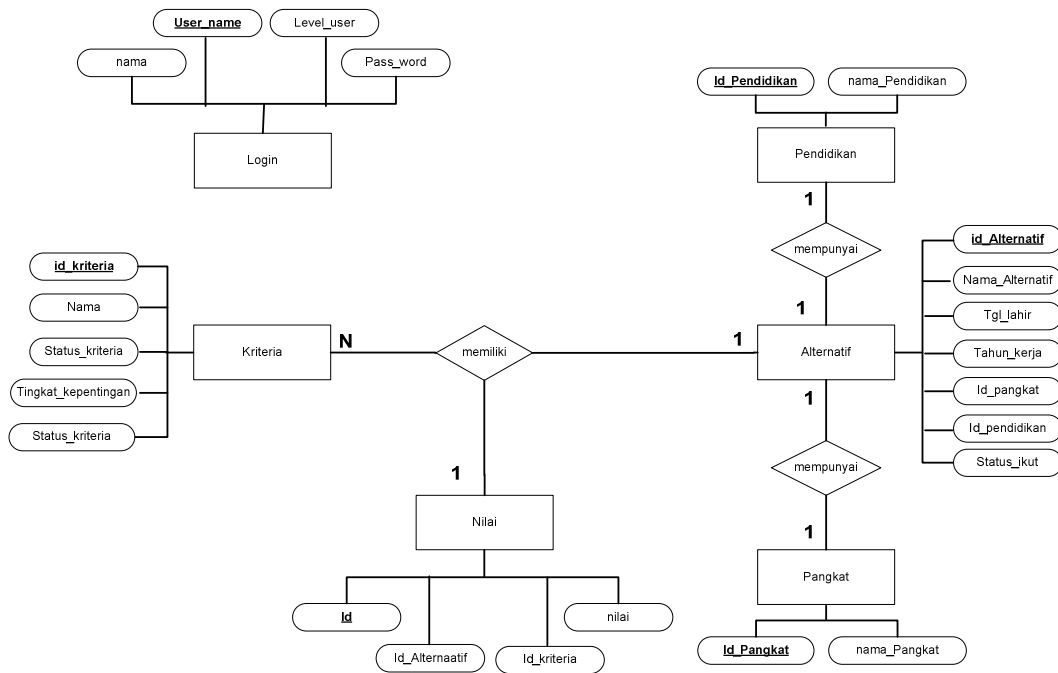 User_name
Level_user
nama
Pass_word
Login
Id_Pendidikan
nama_Pendidikan
Pendidikan
1
mempunyai
1
id_kriteria
Nama
Status_kriteria
Tingkat_kepentingan
Status_kriteria
Kriteria
N
memiliki
1
Alternatif
id_Alternatif
Nama_Alternatif
Tgl_lahir
Tahun_kerja
Id_pangkat
Id_pendidikan
Status_ikut
1
mempunyai
1
Pangkat
Id_Pangkat
nama_Pangkat
1
Nilai
Id
Id_Alternaatif
Id_kriteria
nilai